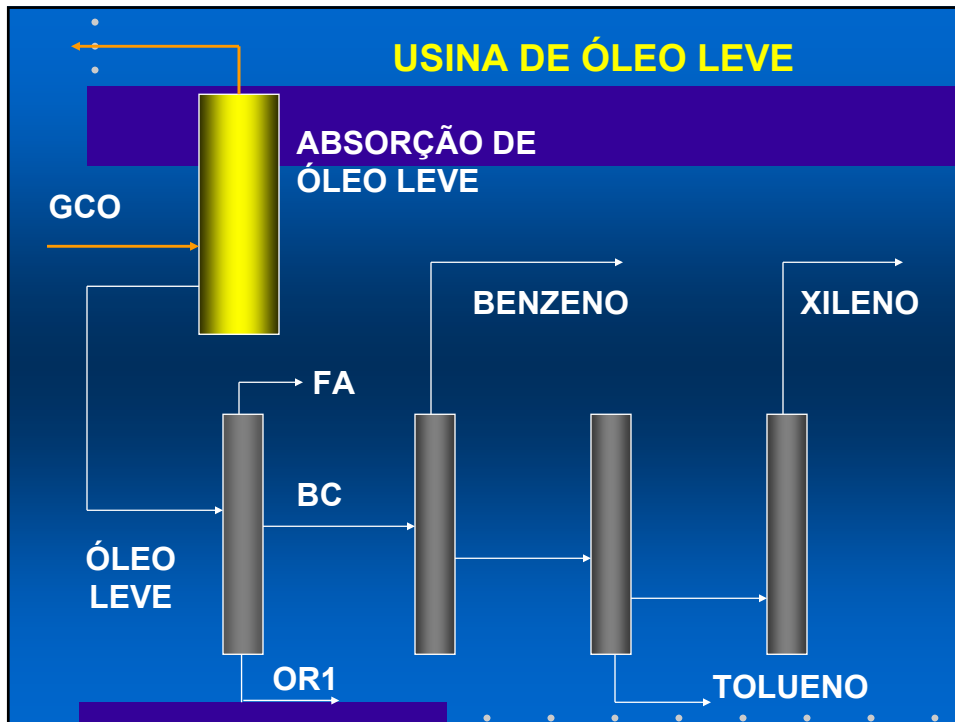 USINA DE ÓLEO LEVE
ABSORÇÃO DE
ÓLEO LEVE
GCO
BENZENO
XILENO
FA
BC
ÓLEO
LEVE
OR1
TOLUENO